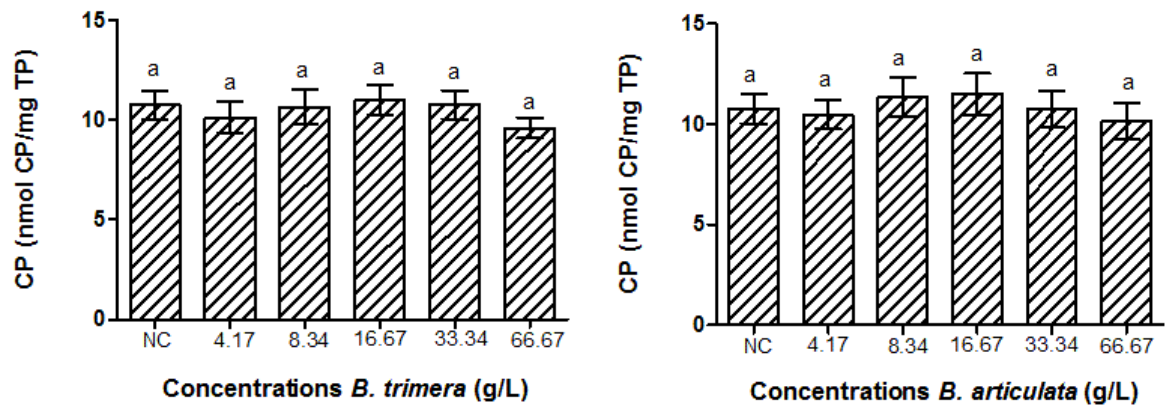 15
10
5
0
CP (nmol CP/mg TP)
a a a a a a
NC 4.17 8.34 16.67 33.34 66.67
Concentrations B. trimera (g/L)
15
10
5
0
CP (nmol CP/mg TP)
a a a a a a
NC 4.17 8.34 16.67 33.34 66.67
Concentrations B. articulata (g/L)